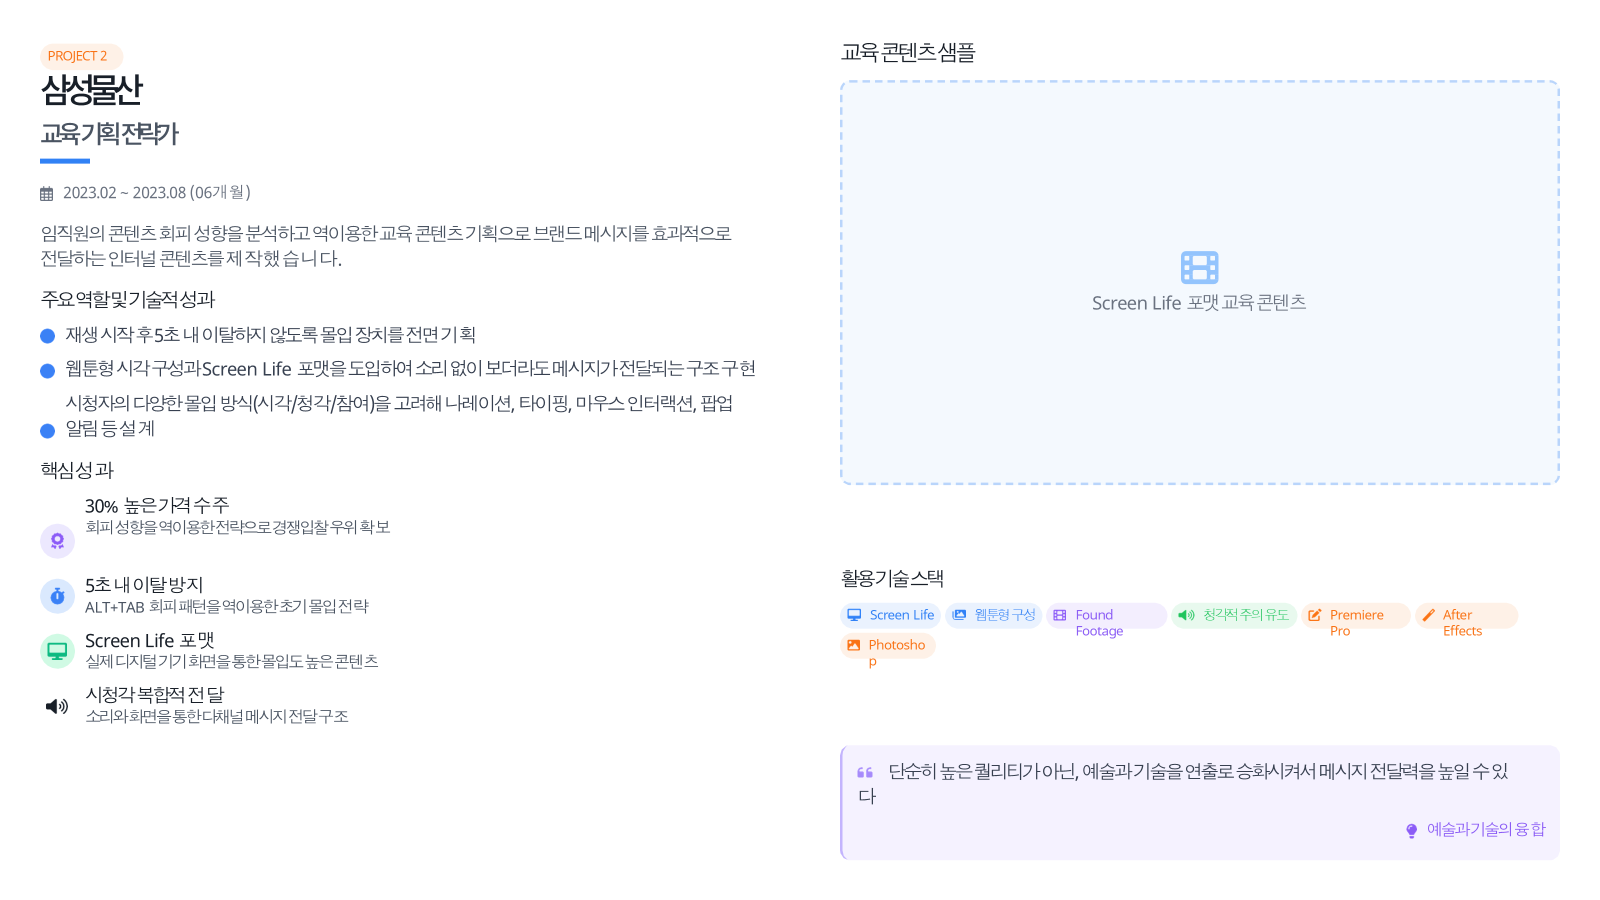 PROJECT 2
삼성물산
교육 기획 전략가
2023.02 ~ 2023.08 (06개월)
임직원의 콘텐츠 회피 성향을 분석하고 역이용한 교육 콘텐츠 기획으로 브랜드 메시지를 효과적으로
전달하는 인터널 콘텐츠를 제작했습니다.
주요 역할 및 기술적 성과
재생 시작 후 5초 내 이탈하지 않도록 몰입 장치를 전면 기획
웹툰형 시각 구성과 Screen Life 포맷을 도입하여 소리 없이 보더라도 메시지가 전달되는 구조 구현
시청자의 다양한 몰입 방식(시각/청각/참여)을 고려해 나레이션, 타이핑, 마우스 인터랙션, 팝업
알림 등 설계
핵심 성과
30% 높은 가격 수주
회피 성향을 역이용한 전략으로 경쟁입찰 우위 확보
5초 내 이탈 방지
ALT+TAB 회피 패턴을 역이용한 초기 몰입 전략
Screen Life 포맷
실제 디지털 기기 화면을 통한 몰입도 높은 콘텐츠
시청각 복합적 전달
소리와 화면을 통한 다채널 메시지 전달 구조
교육 콘텐츠 샘플
Screen Life 포맷 교육 콘텐츠
활용 기술 스택
Screen Life
웹툰형 구성
Found
Footage
청각적 주의 유도
Premiere
Pro
After
Effects
Photosho
p
단순히 높은 퀄리티가 아닌, 예술과 기술을 연출로 승화시켜서 메시지 전달력을 높일 수 있
다
예술과 기술의 융합